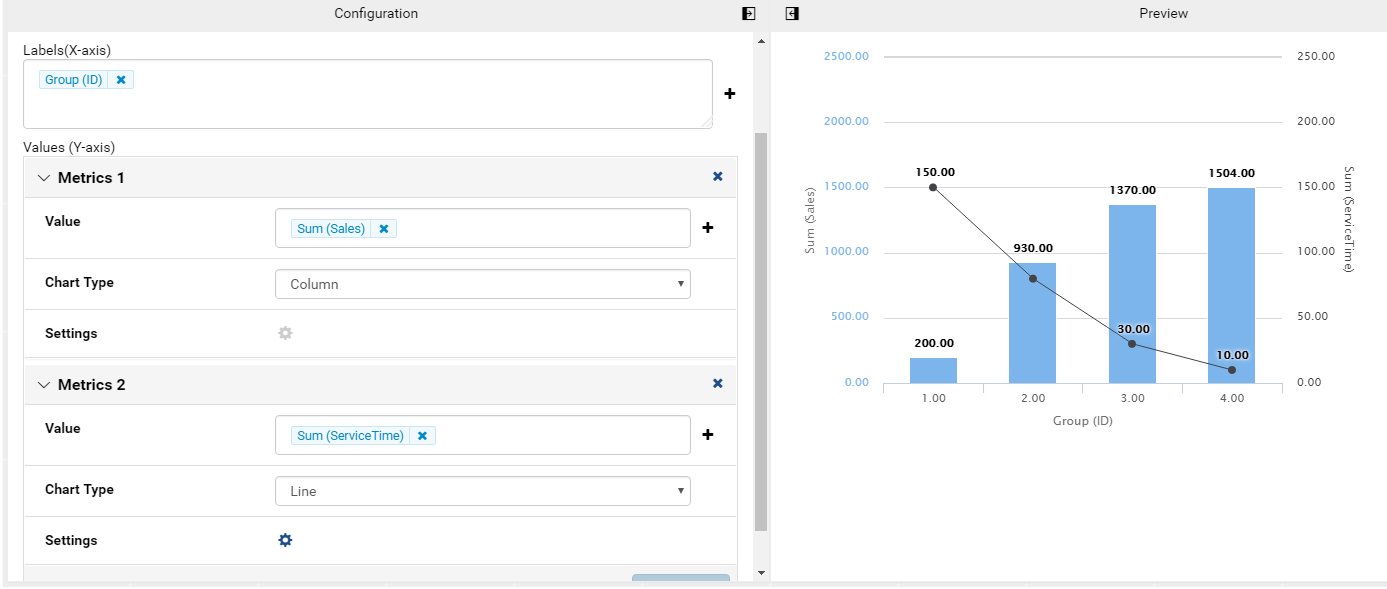 Configuration
Labels(X-axis)
Group (ID)
Values (Y-axis)
Metrics 1
Value
Sum (Sales)
Chart Type
Column
Settings
Metrics 2
Value
Sum (ServiceTime)
Chart Type
Line
Settings
Preview
2500.00
2000.00
1500.00
1000.00
500.00
0.00
Sum (Sales)
150.00
200.00
930.00
1370.00
30.00
1504.00
10.00
1.00 2.00 3.00 4.00
Group (ID)
250.00
200.00
150.00
100.00
50.00
0.00
Sum (ServiceTime)